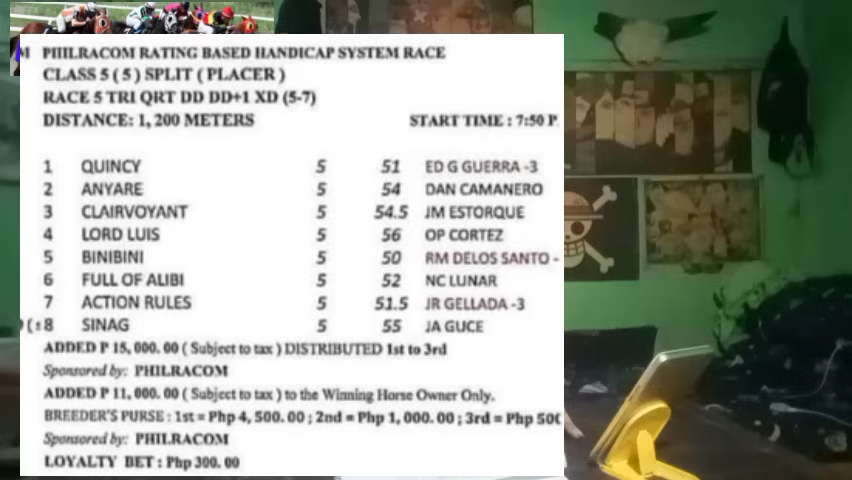 PHILRACOM RATING BASED HANDICAP SYSTEM RACE
CLASS 5 ( 5 ) SPLIT ( PLACER )
RACE 5 TRI QRT DD DD+1 XD (5-7)
DISTANCE: 1, 200 METERS START TIME : 7:50 P
1 QUINCY 5 51 ED G GUERRA -3
2 ANYARE 5 54 DAN CAMANERO
3 CLAIRVOYANT 5 54.5 JM ESTORQUE
4 LORD LUIS 5 56 OP CORTEZ
5 BINIBINI 5 50 RM DELOS SANTO -
6 FULL OF ALIBI 5 52 NC LUNAR
7 ACTION RULES 5 51.5 JR GELLADA -3
8 SINAG 5 55 JA GUCE
ADDED P 15, 000. 00 ( Subject to tax ) DISTRIBUTED 1st to 3rd
Sponsored by: PHILRACOM
ADDED P 11, 000. 00 ( Subject to tax ) to the Winning Horse Owner Only.
BREEDER'S PURSE : 1st = Php 4, 500. 00 ; 2nd = Php 1, 000. 00 ; 3rd = Php 500
Sponsored by: PHILRACOM
LOYALTY BET : Php 300. 00